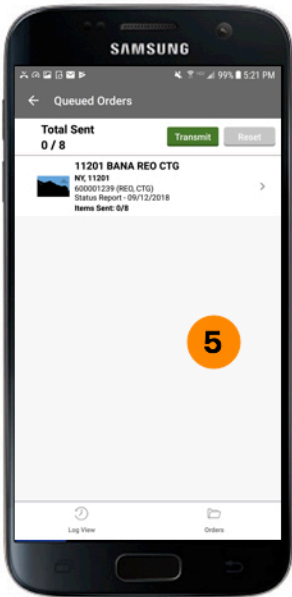 SAMSUNG
99% 5:21 PM
← Queued Orders
Total Sent
0 / 8
Transmit
Reset
11201 BANA REO CTG
NY, 11201
600001239 (REO, CTG)
Status Report - 09/12/2018
Items Sent: 0/8
5
Log View
Orders